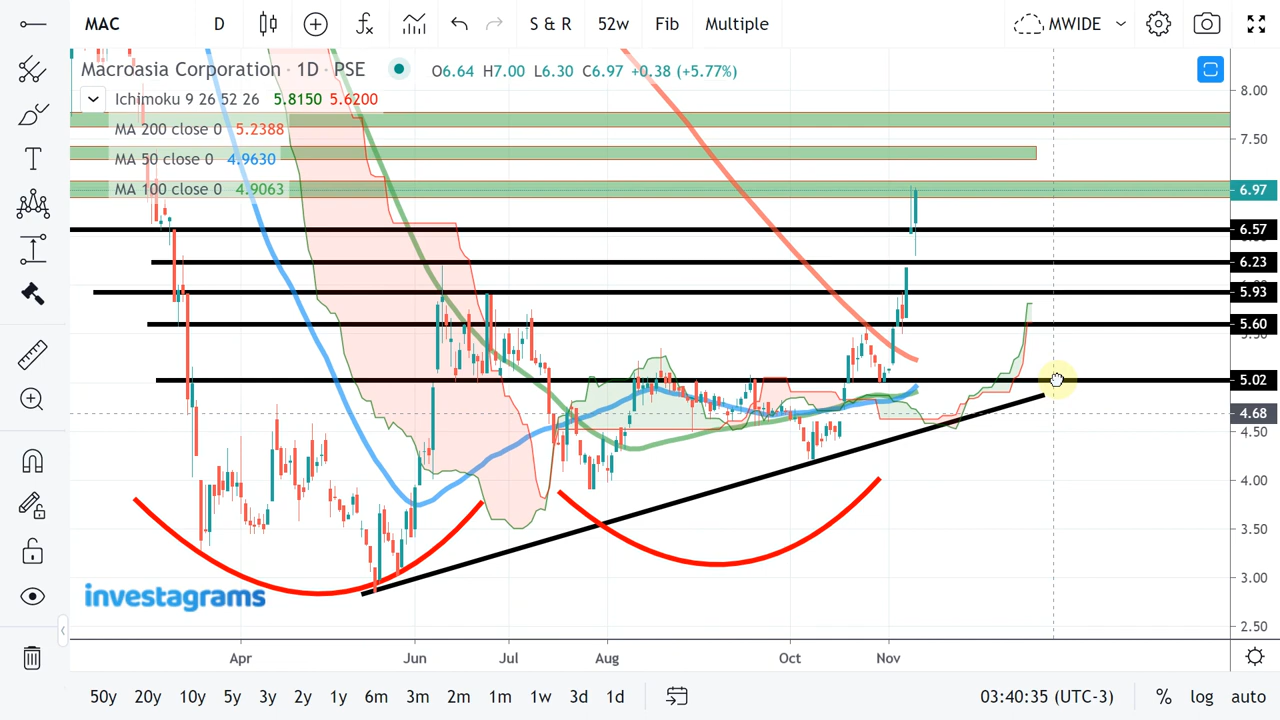 MAC D S & R 52w Fib Multiple MWIDE
Macroasia Corporation · 1D · PSE O6.64 H7.00 L6.30 C6.97 +0.38 (+5.77%)
Ichimoku 9 26 52 26 5.8150 5.6200
MA 200 close 0 5.2388
MA 50 close 0 4.9630
MA 100 close 0 4.9063
8.00
7.50
6.97
6.57
6.23
5.93
5.60
5.02
4.68
4.50
4.00
3.50
3.00
2.50
investagrams
Apr Jun Jul Aug Oct Nov
50y 20y 10y 5y 3y 2y 1y 6m 3m 2m 1m 1w 3d 1d 03:40:35 (UTC-3) % log auto